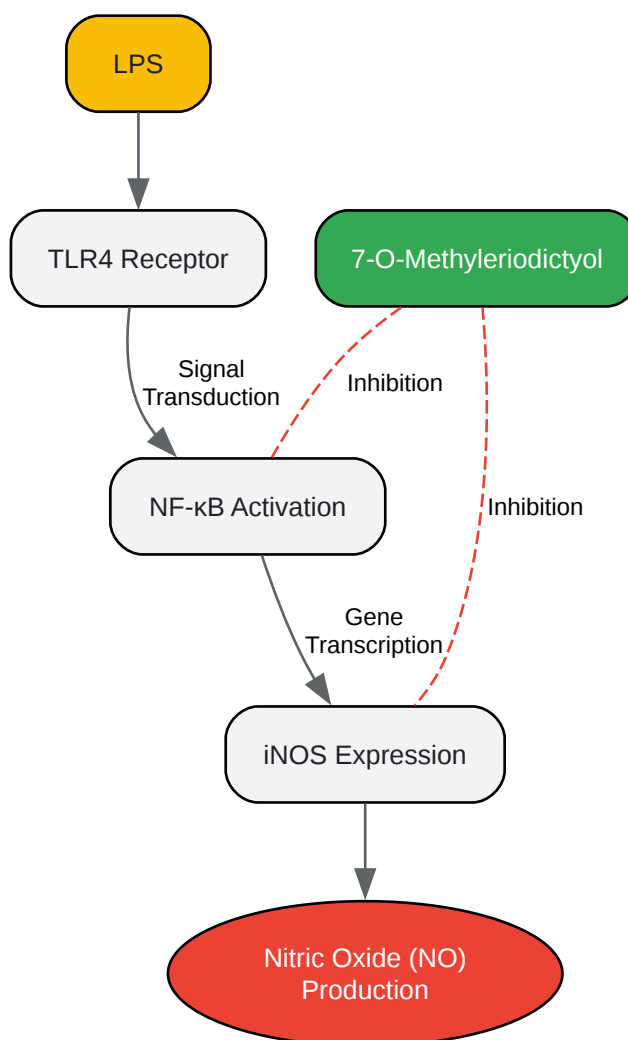 LPS
TLR4 Receptor
7-O-Methyleriodictyol
Signal
Transduction
Inhibition
NF-κB Activation
Inhibition
Gene
Transcription
iNOS Expression
Nitric Oxide (NO)
Production